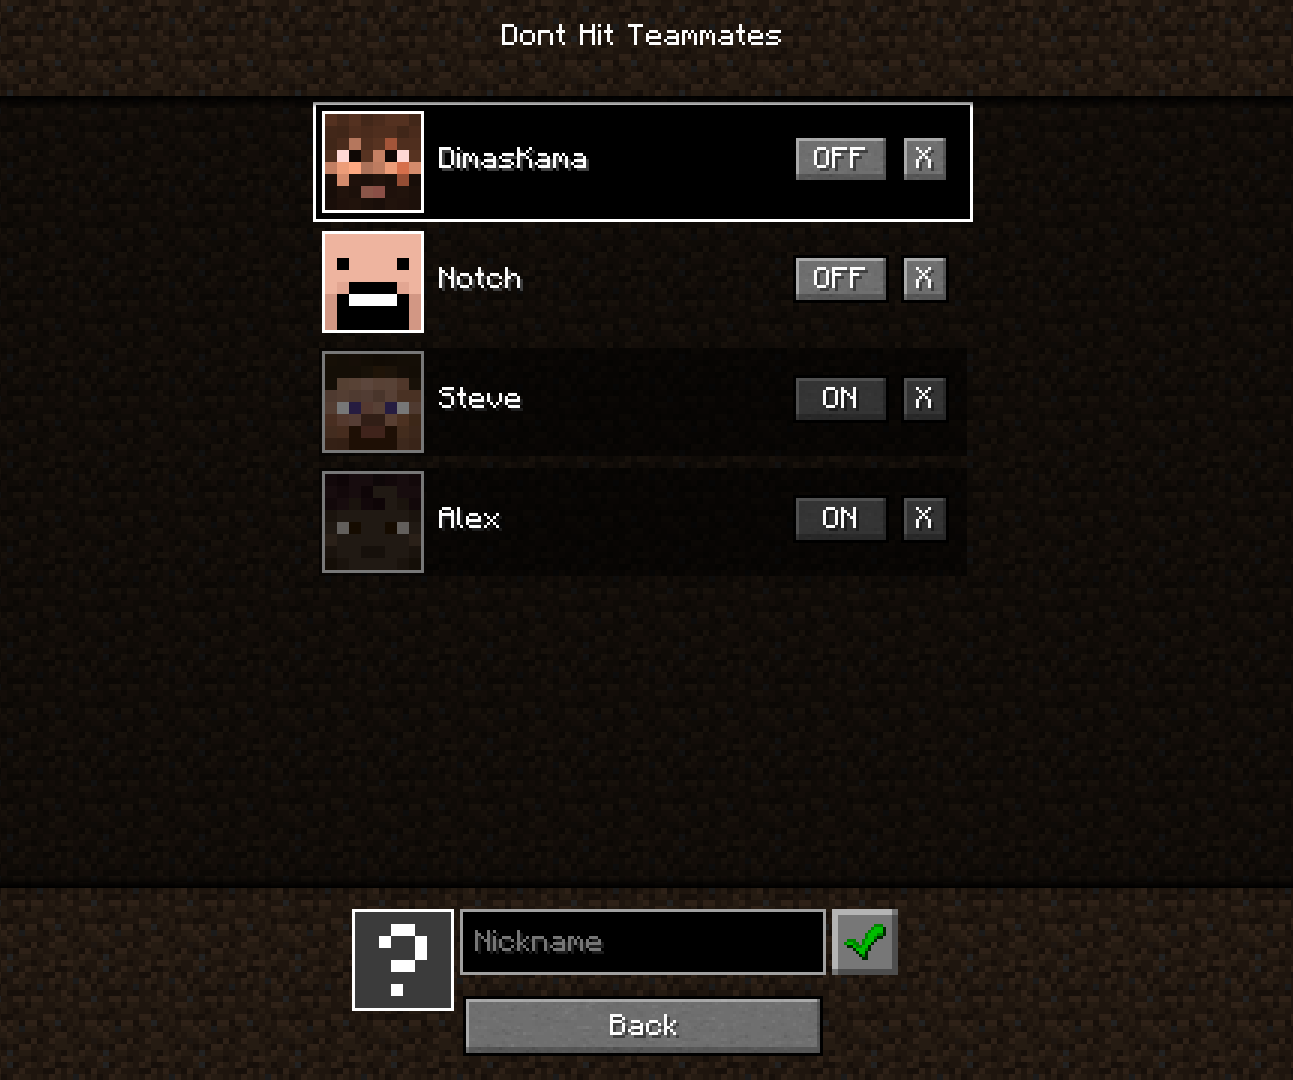 Dont Hit Teammates
DimasKama OFF X
Notch OFF X
Steve ON X
Alex ON X
?
Nickname
Back